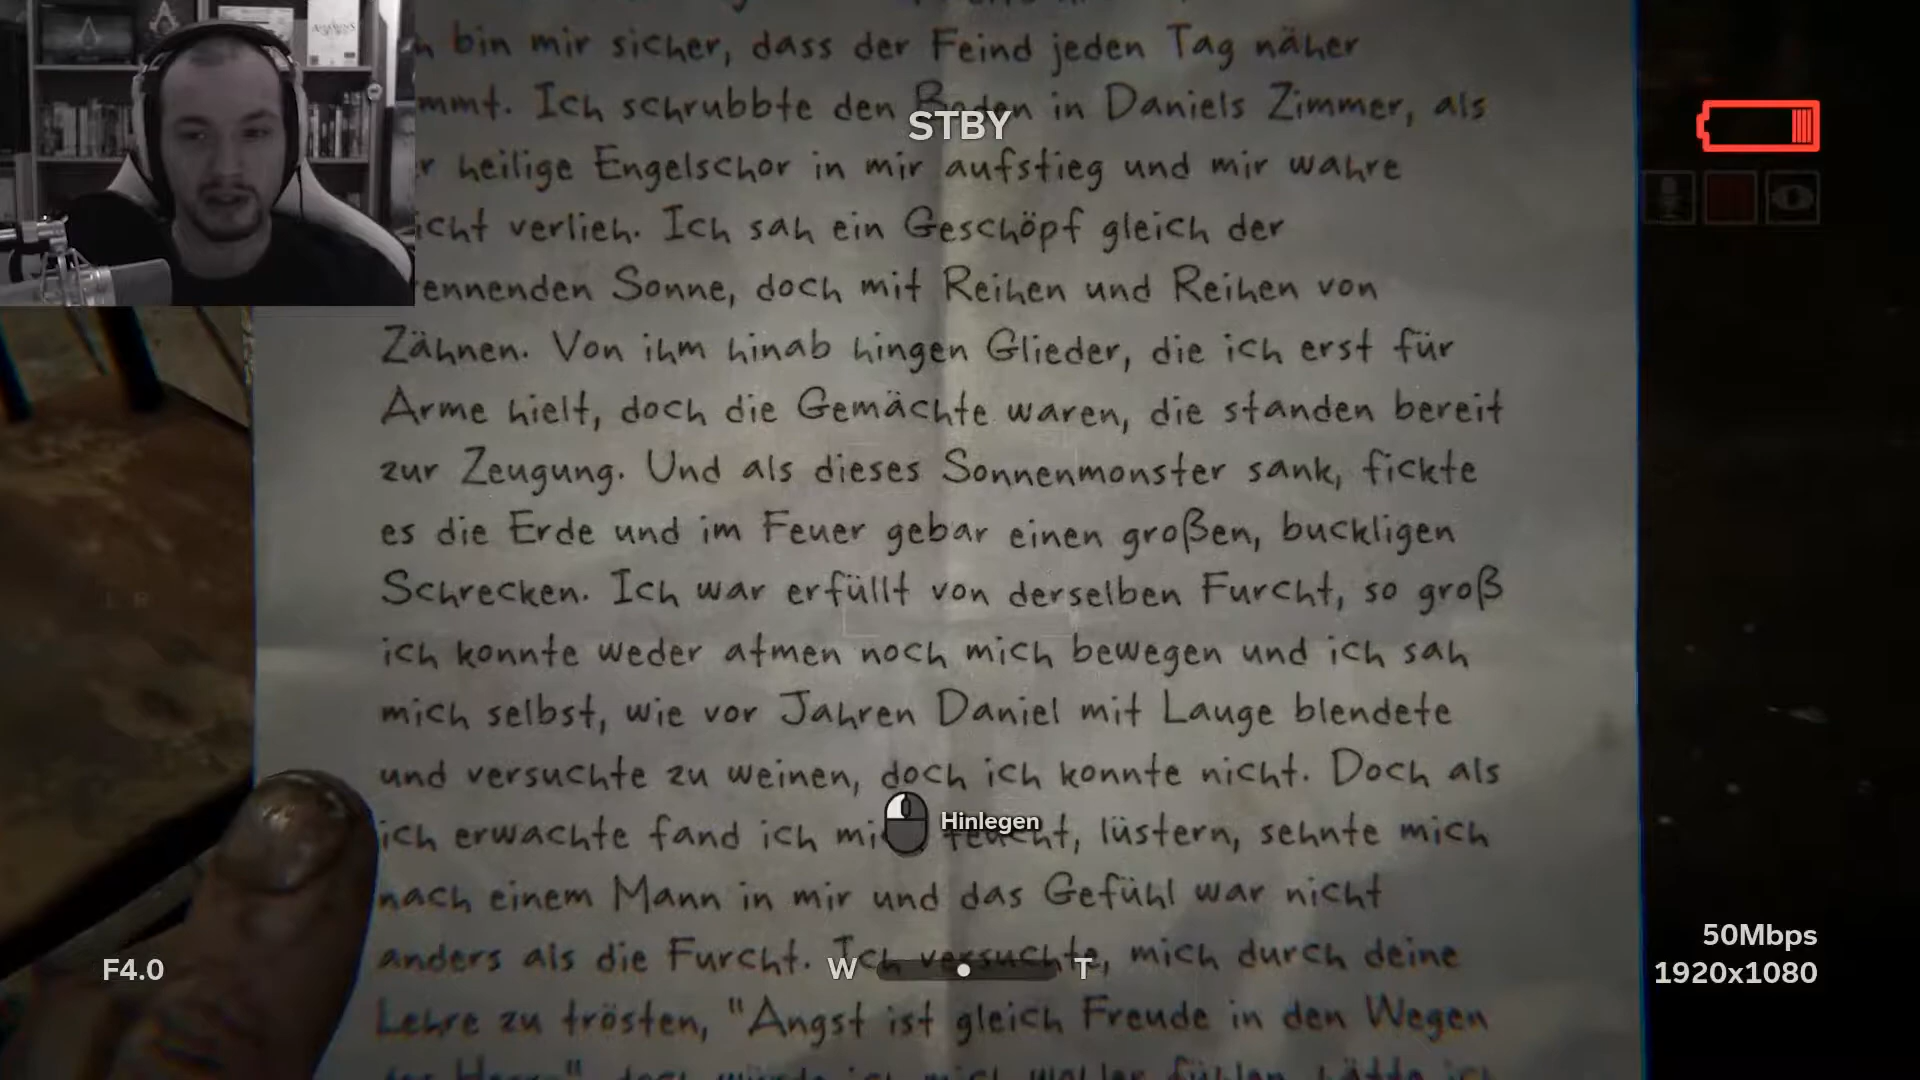 bin mir sicher, dass der Feind jeden Tag näher
mmt. Ich schrubbte den Boden in Daniels Zimmer, als
STBY
r heilige Engelschor in mir aufstieg und mir wahre
icht verlieh. Ich sah ein Geschöpf gleich der
ennenden Sonne, doch mit Reihen und Reihen von
Zähnen. Von ihm hinab hingen Glieder, die ich erst für
Arme hielt, doch die Gemächte waren, die standen bereit
zur Zeugung. Und als dieses Sonnenmonster sank, fickte
es die Erde und im Feuer gebar einen großen, buckligen
Schrecken. Ich war erfüllt von derselben Furcht, so groß
ich konnte weder atmen noch mich bewegen und ich sah
mich selbst, wie vor Jahren Daniel mit Lauge blendete
und versuchte zu weinen, doch ich konnte nicht. Doch als
Hinlegen
ich erwachte fand ich feucht, lüstern, sehnte mich
nach einem Mann in mir und das Gefühl war nicht
anders als die Furcht. Ich versuchte, mich durch deine
F4.0
W T
50Mbps
1920x1080
Lehre zu trösten, "Angst ist gleich Freude in den Wegen